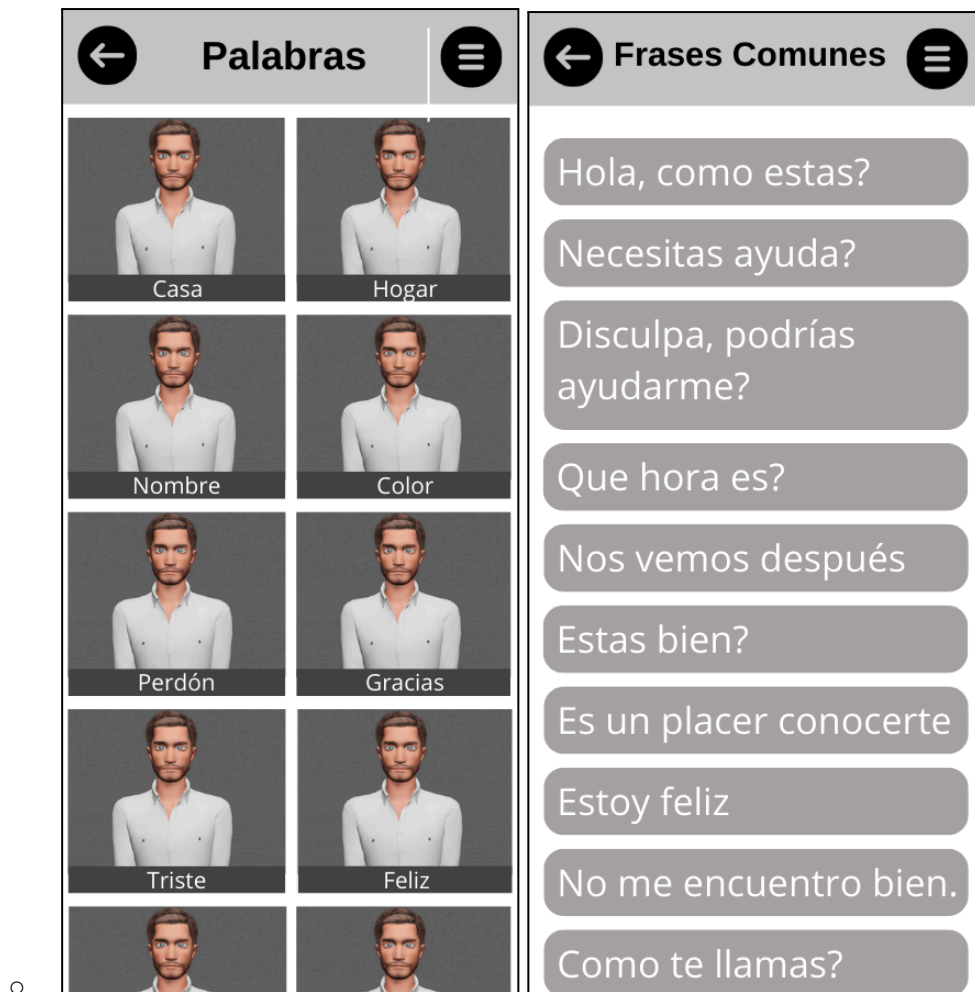 Palabras
Casa
Hogar
Nombre
Color
Perdón
Gracias
Triste
Feliz
Frases Comunes
Hola, como estas?
Necesitas ayuda?
Disculpa, podrías
ayudarme?
Que hora es?
Nos vemos después
Estas bien?
Es un placer conocerte
Estoy feliz
No me encuentro bien.
Como te llamas?